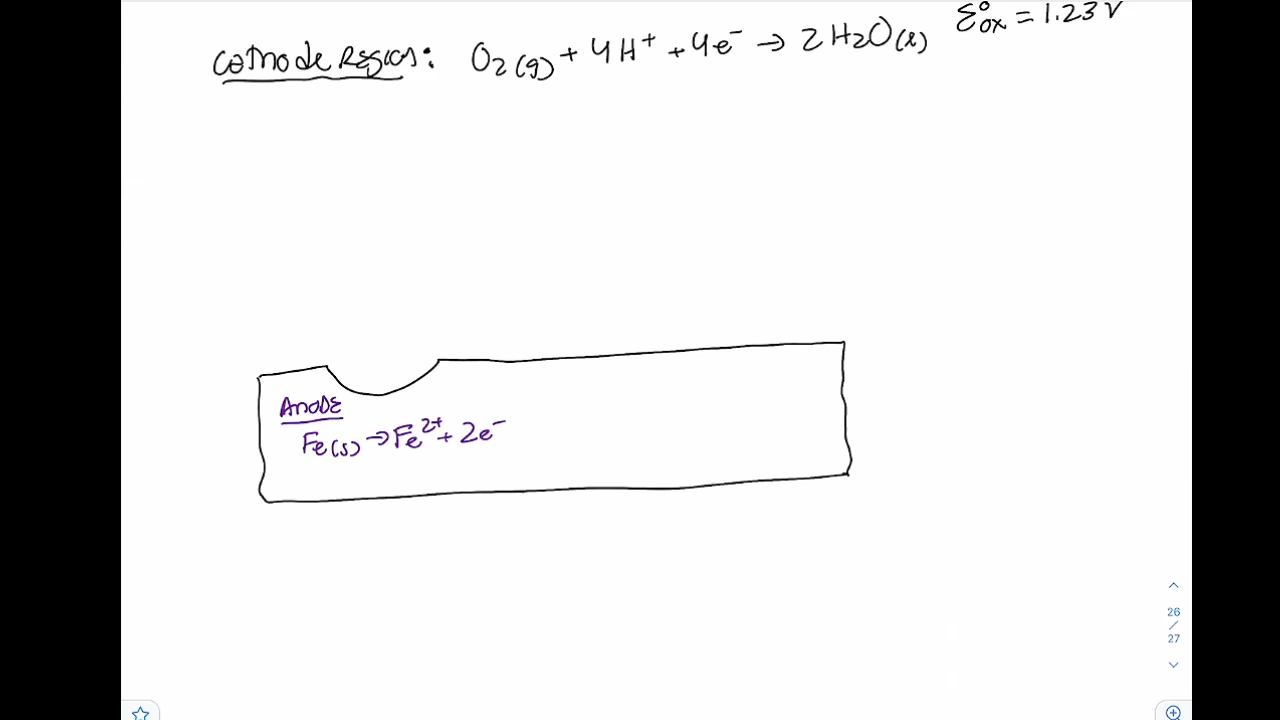 ε°ox = 1.23 V
Cathode Region: O2(g) + 4H+ + 4e- → 2H2O(l)
ANODE
Fe(s) → Fe2+ + 2e-
26
/
27